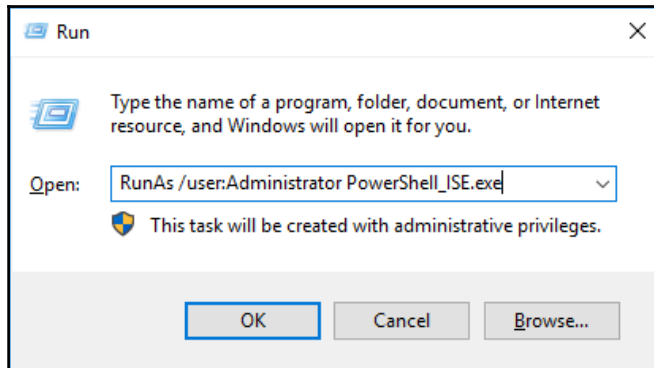 Run
Type the name of a program, folder, document, or Internet
resource, and Windows will open it for you.
Open: RunAs /user:Administrator PowerShell_ISE.exe
This task will be created with administrative privileges.
OK Cancel Browse...